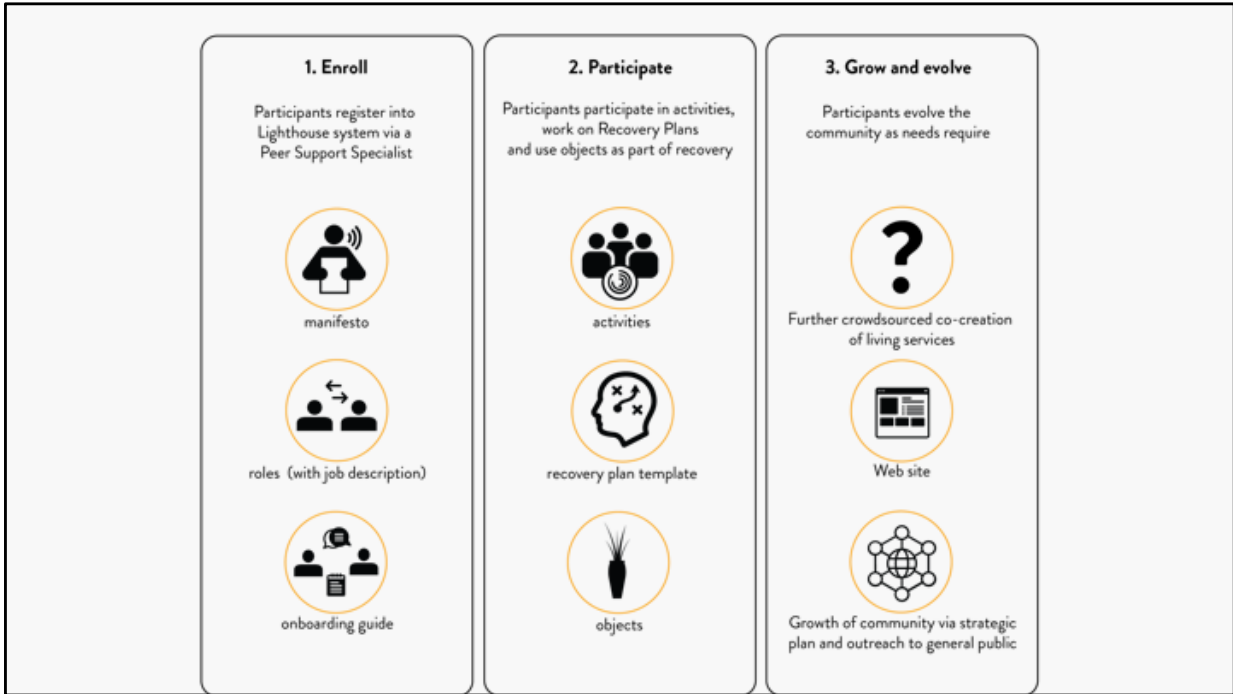 1. Enroll
Participants register into
Lighthouse system via a
Peer Support Specialist
manifesto
roles (with job description)
onboarding guide
2. Participate
Participants participate in activities,
work on Recovery Plans
and use objects as part of recovery
activities
recovery plan template
objects
3. Grow and evolve
Participants evolve the
community as needs require
Further crowdsourced co-creation
of living services
Web site
Growth of community via strategic
plan and outreach to general public